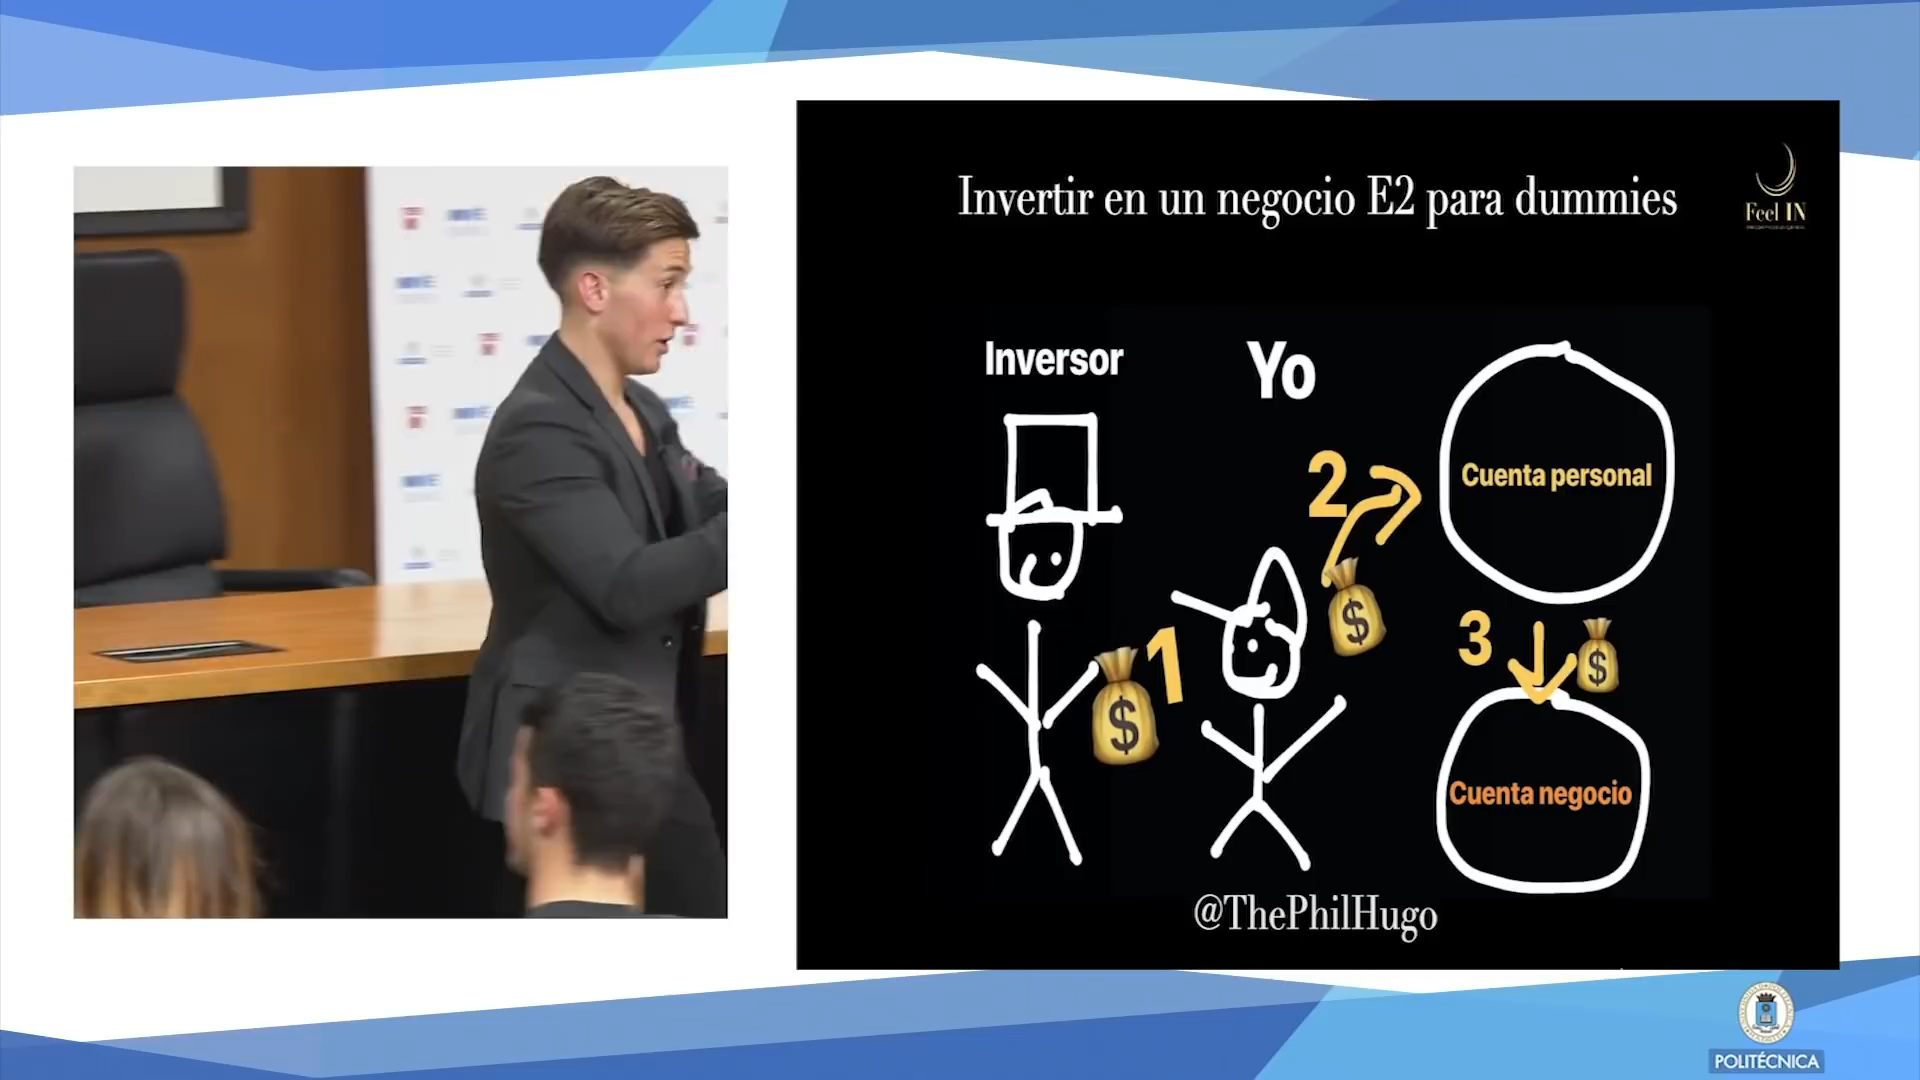 Invertir en un negocio E2 para dummies
Feel IN
Inversor
Yo
2
Cuenta personal
1
3
Cuenta negocio
@ThePhilHugo
POLITÉCNICA